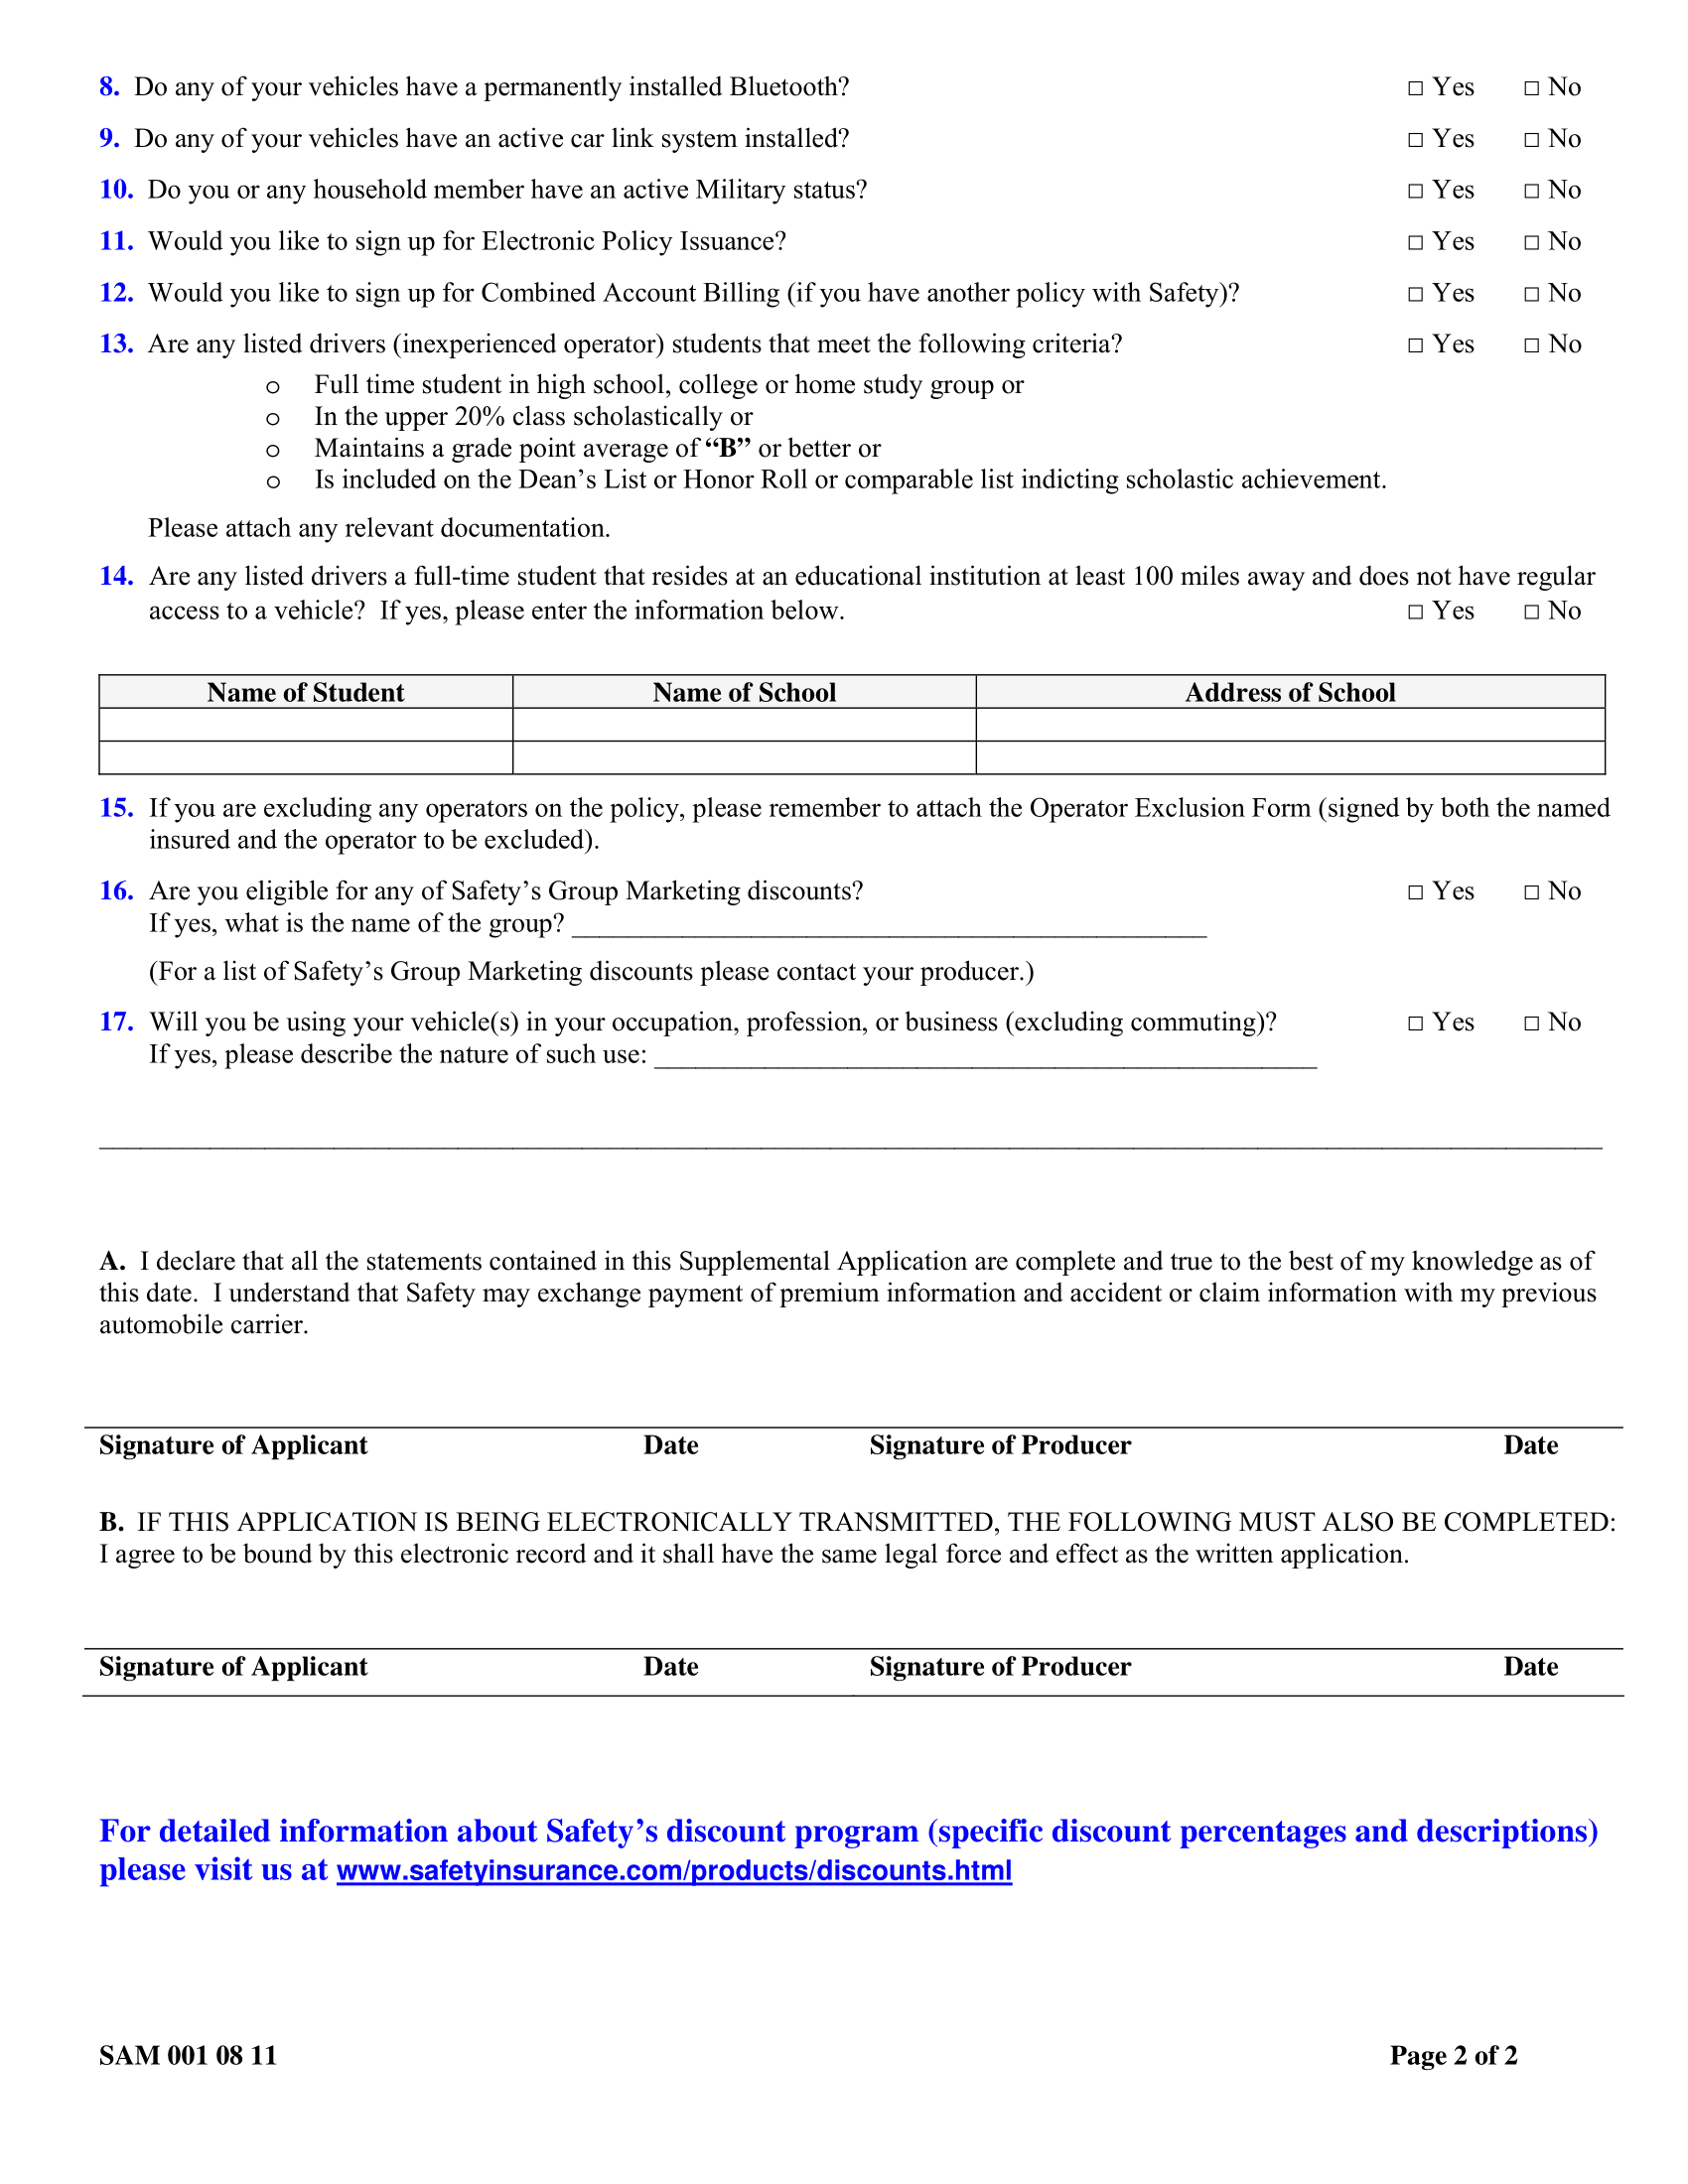 8. Do any of your vehicles have a permanently installed Bluetooth? □ Yes □ No
9. Do any of your vehicles have an active car link system installed? □ Yes □ No
10. Do you or any household member have an active Military status? □ Yes □ No
11. Would you like to sign up for Electronic Policy Issuance? □ Yes □ No
12. Would you like to sign up for Combined Account Billing (if you have another policy with Safety)? □ Yes □ No
13. Are any listed drivers (inexperienced operator) students that meet the following criteria? □ Yes □ No
o Full time student in high school, college or home study group or
o In the upper 20% class scholastically or
o Maintains a grade point average of “B” or better or
o Is included on the Dean’s List or Honor Roll or comparable list indicting scholastic achievement.
Please attach any relevant documentation.
14. Are any listed drivers a full-time student that resides at an educational institution at least 100 miles away and does not have regular
access to a vehicle? If yes, please enter the information below. □ Yes □ No
Name of Student Name of School Address of School
15. If you are excluding any operators on the policy, please remember to attach the Operator Exclusion Form (signed by both the named
insured and the operator to be excluded).
16. Are you eligible for any of Safety’s Group Marketing discounts? □ Yes □ No
If yes, what is the name of the group? ______________________________________________
(For a list of Safety’s Group Marketing discounts please contact your producer.)
17. Will you be using your vehicle(s) in your occupation, profession, or business (excluding commuting)? □ Yes □ No
If yes, please describe the nature of such use: ________________________________________________
A. I declare that all the statements contained in this Supplemental Application are complete and true to the best of my knowledge as of
this date. I understand that Safety may exchange payment of premium information and accident or claim information with my previous
automobile carrier.
Signature of Applicant Date Signature of Producer Date
B. IF THIS APPLICATION IS BEING ELECTRONICALLY TRANSMITTED, THE FOLLOWING MUST ALSO BE COMPLETED:
I agree to be bound by this electronic record and it shall have the same legal force and effect as the written application.
Signature of Applicant Date Signature of Producer Date
For detailed information about Safety’s discount program (specific discount percentages and descriptions)
please visit us at www.safetyinsurance.com/products/discounts.html
SAM 001 08 11 Page 2 of 2